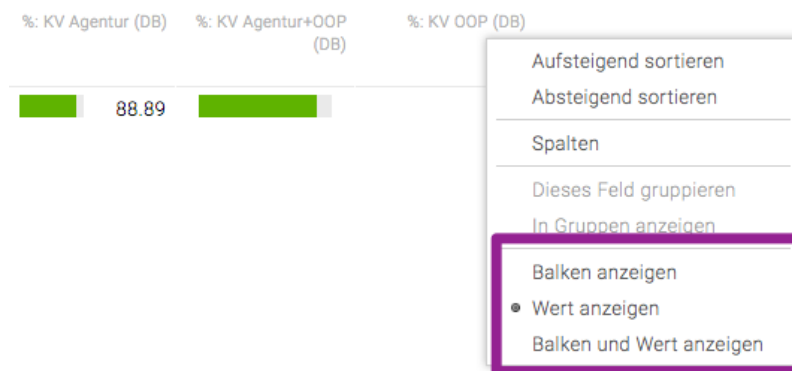 %: KV Agentur (DB)
%: KV Agentur+OOP
(DB)
%: KV OOP (DB)
88.89
Aufsteigend sortieren
Absteigend sortieren
Spalten
Dieses Feld gruppieren
In Gruppen anzeigen
Balken anzeigen
Wert anzeigen
Balken und Wert anzeigen